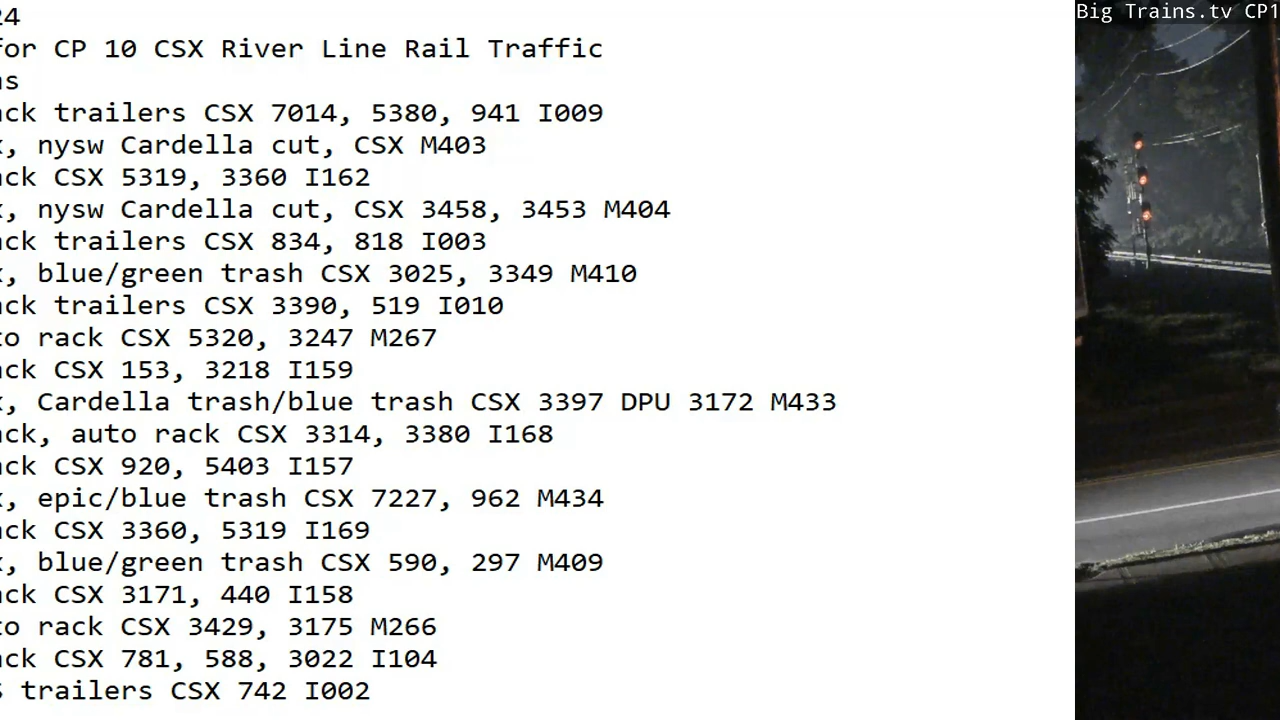 24
for CP 10 CSX River Line Rail Traffic
ns
ack trailers CSX 7014, 5380, 941 I009
x, nysw Cardella cut, CSX M403
ack CSX 5319, 3360 I162
x, nysw Cardella cut, CSX 3458, 3453 M404
ack trailers CSX 834, 818 I003
x, blue/green trash CSX 3025, 3349 M410
ack trailers CSX 3390, 519 I010
to rack CSX 5320, 3247 M267
ack CSX 153, 3218 I159
x, Cardella trash/blue trash CSX 3397 DPU 3172 M433
ack, auto rack CSX 3314, 3380 I168
ack CSX 920, 5403 I157
x, epic/blue trash CSX 7227, 962 M434
ack CSX 3360, 5319 I169
x, blue/green trash CSX 590, 297 M409
ack CSX 3171, 440 I158
to rack CSX 3429, 3175 M266
ack CSX 781, 588, 3022 I104
S trailers CSX 742 I002
Big Trains.tv CP1